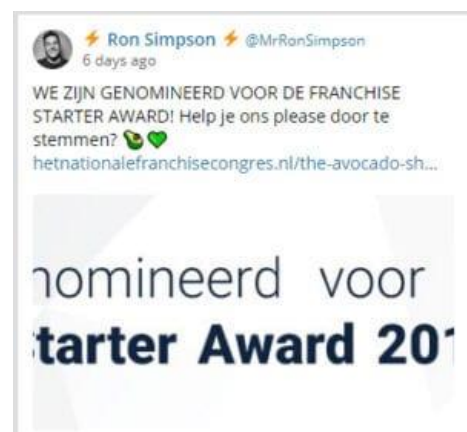 ⚡ Ron Simpson ⚡ @MrRonSimpson
6 days ago
WE ZIJN GENOMINEERD VOOR DE FRANCHISE
STARTER AWARD! Help je ons please door te
stemmen? 🥑💚
hetnationalefranchisecongres.nl/the-avocado-sh...
nomineerd voor
tarter Award 201